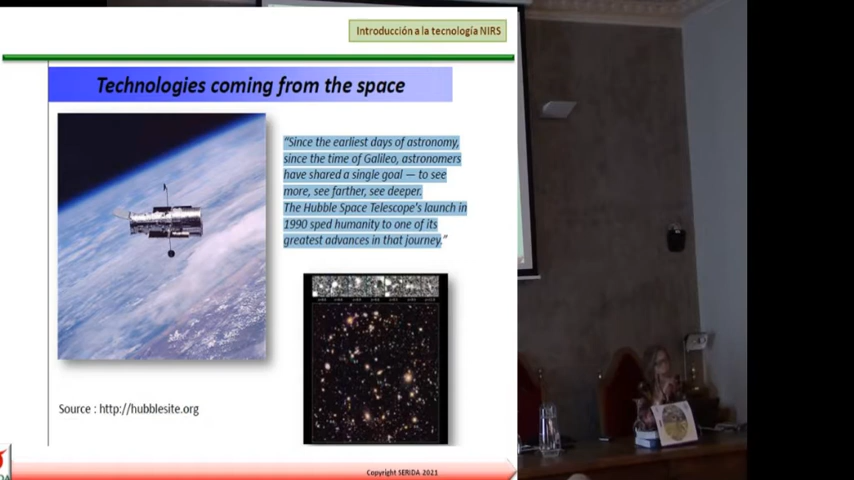 Introducción a la tecnología NIRS
Technologies coming from the space
"Since the earliest days of astronomy,
since the time of Galileo, astronomers
have shared a single goal — to see
more, see farther, see deeper.
The Hubble Space Telescope's launch in
1990 sped humanity to one of its
greatest advances in that journey."
Source : http://hubblesite.org
Copyright SERIDA 2021